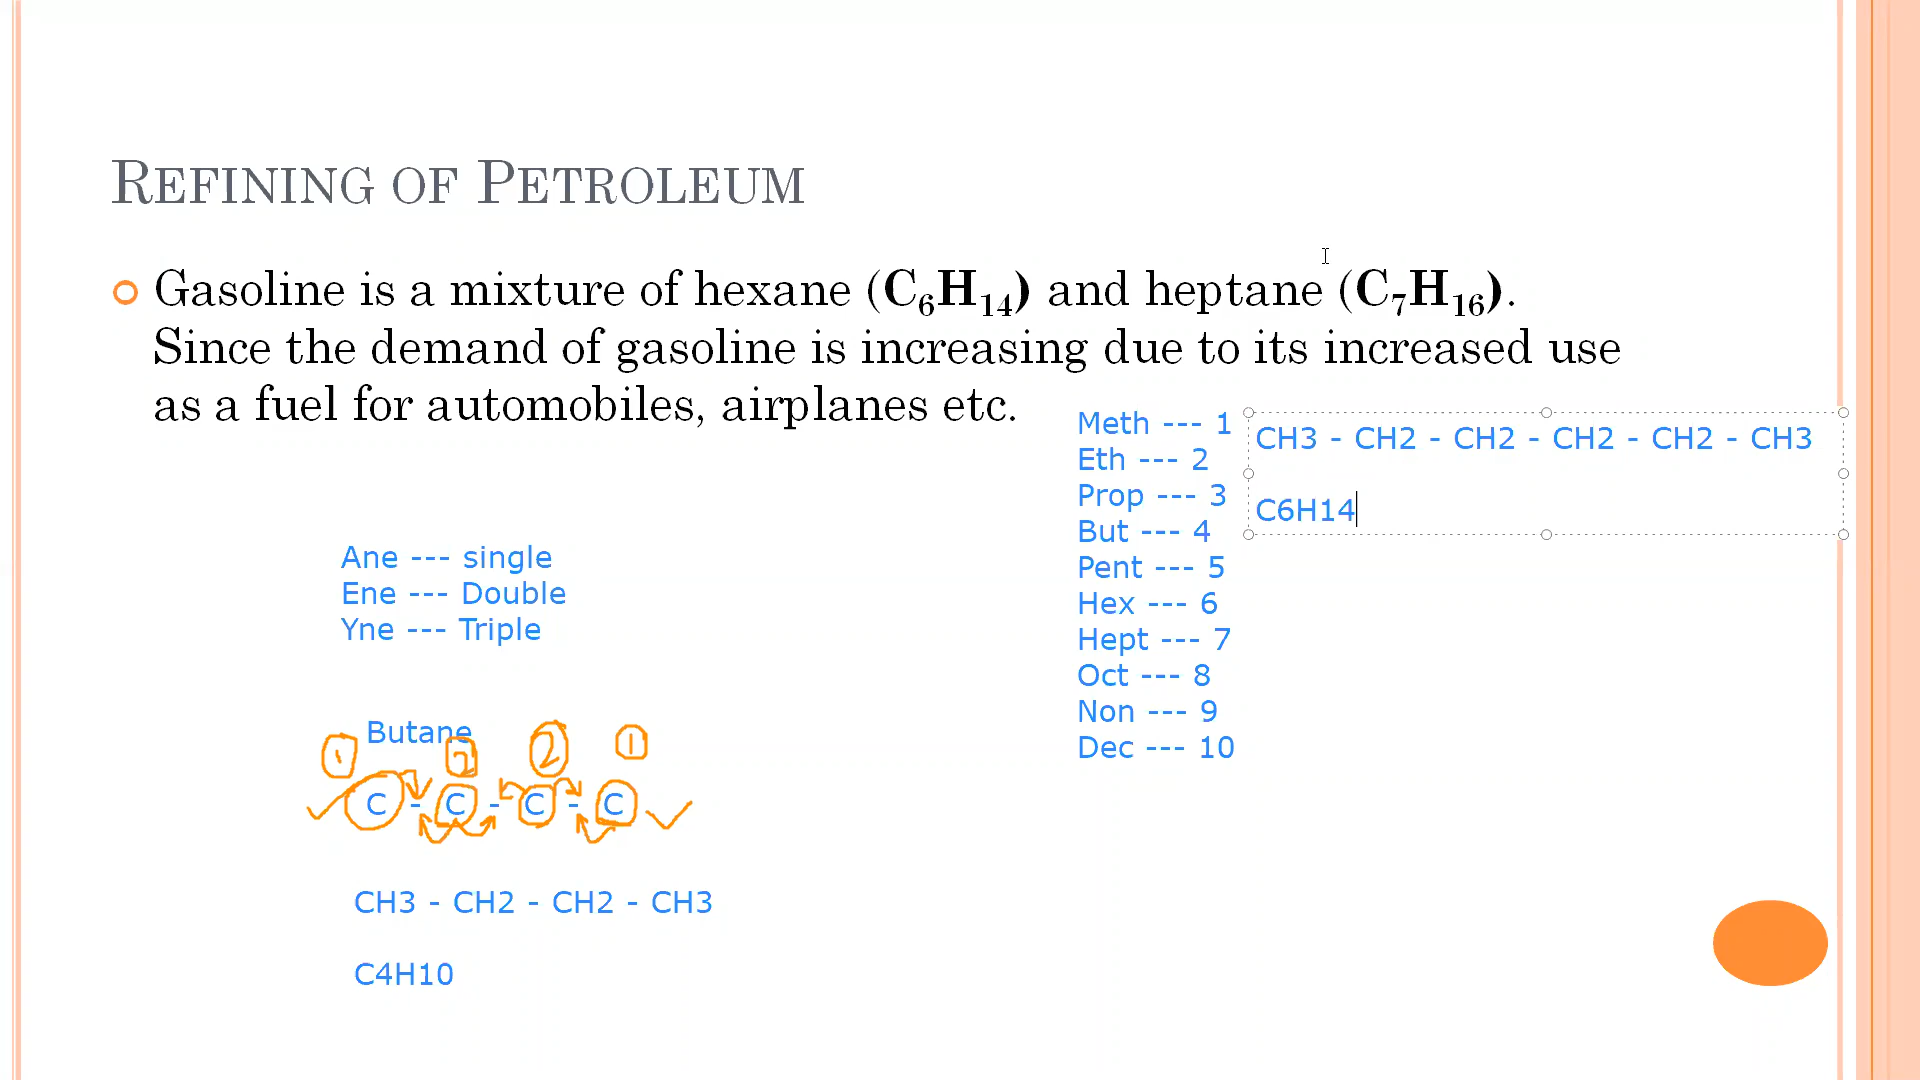 REFINING OF PETROLEUM
Gasoline is a mixture of hexane (C₆H₁₄) and heptane (C₇H₁₆).
Since the demand of gasoline is increasing due to its increased use
as a fuel for automobiles, airplanes etc.
Meth --- 1
Eth --- 2
Prop --- 3
But --- 4
Pent --- 5
Hex --- 6
Hept --- 7
Oct --- 8
Non --- 9
Dec --- 10
CH3 - CH2 - CH2 - CH2 - CH2 - CH3
C6H14
Ane --- single
Ene --- Double
Yne --- Triple
Butane
1 2 2 1
C - C - C - C
CH3 - CH2 - CH2 - CH3
C4H10